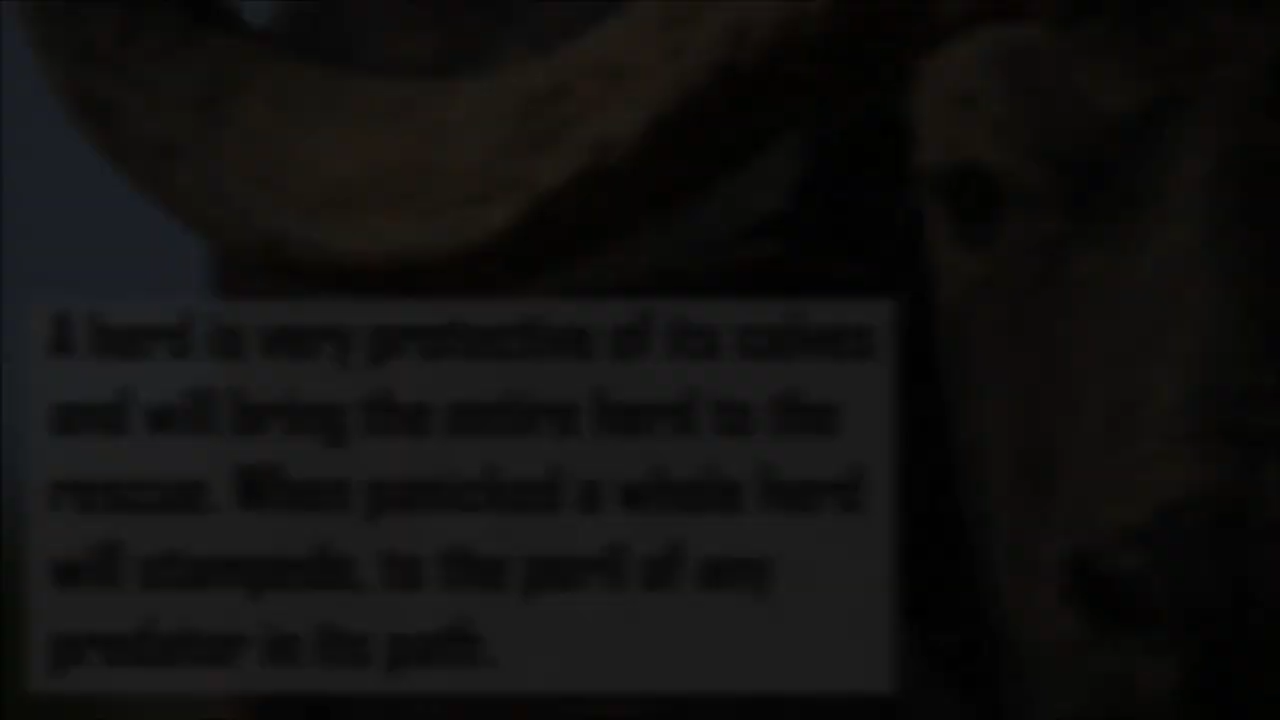 A herd is very protective of its calves
and will bring the entire herd to the
rescue. When panicked a whole herd
will stampede, to the peril of any
predator in its path.